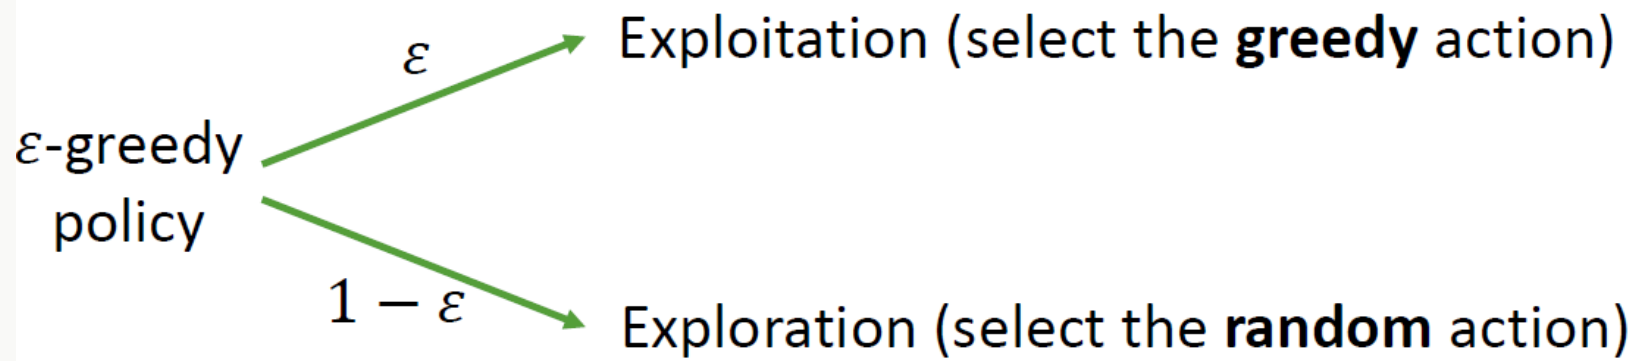 ε
Exploitation (select the greedy action)
ε-greedy
policy
1 − ε
Exploration (select the random action)